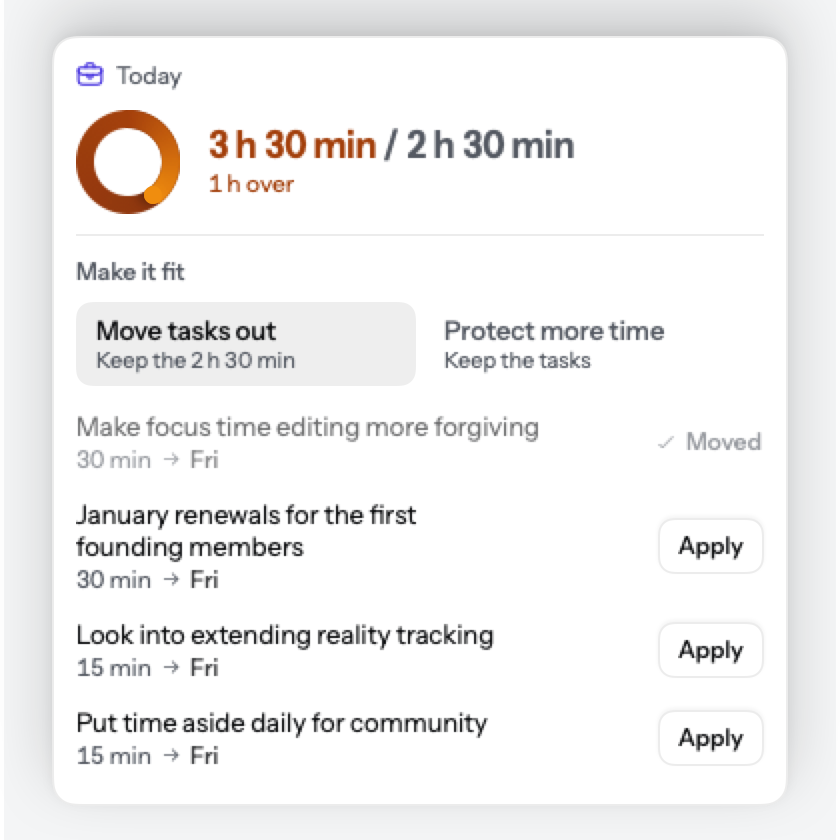 Today
3 h 30 min / 2 h 30 min
1 h over
Make it fit
Move tasks out
Keep the 2 h 30 min
Protect more time
Keep the tasks
Make focus time editing more forgiving
30 min → Fri
✓ Moved
January renewals for the first
founding members
30 min → Fri
Apply
Look into extending reality tracking
15 min → Fri
Apply
Put time aside daily for community
15 min → Fri
Apply